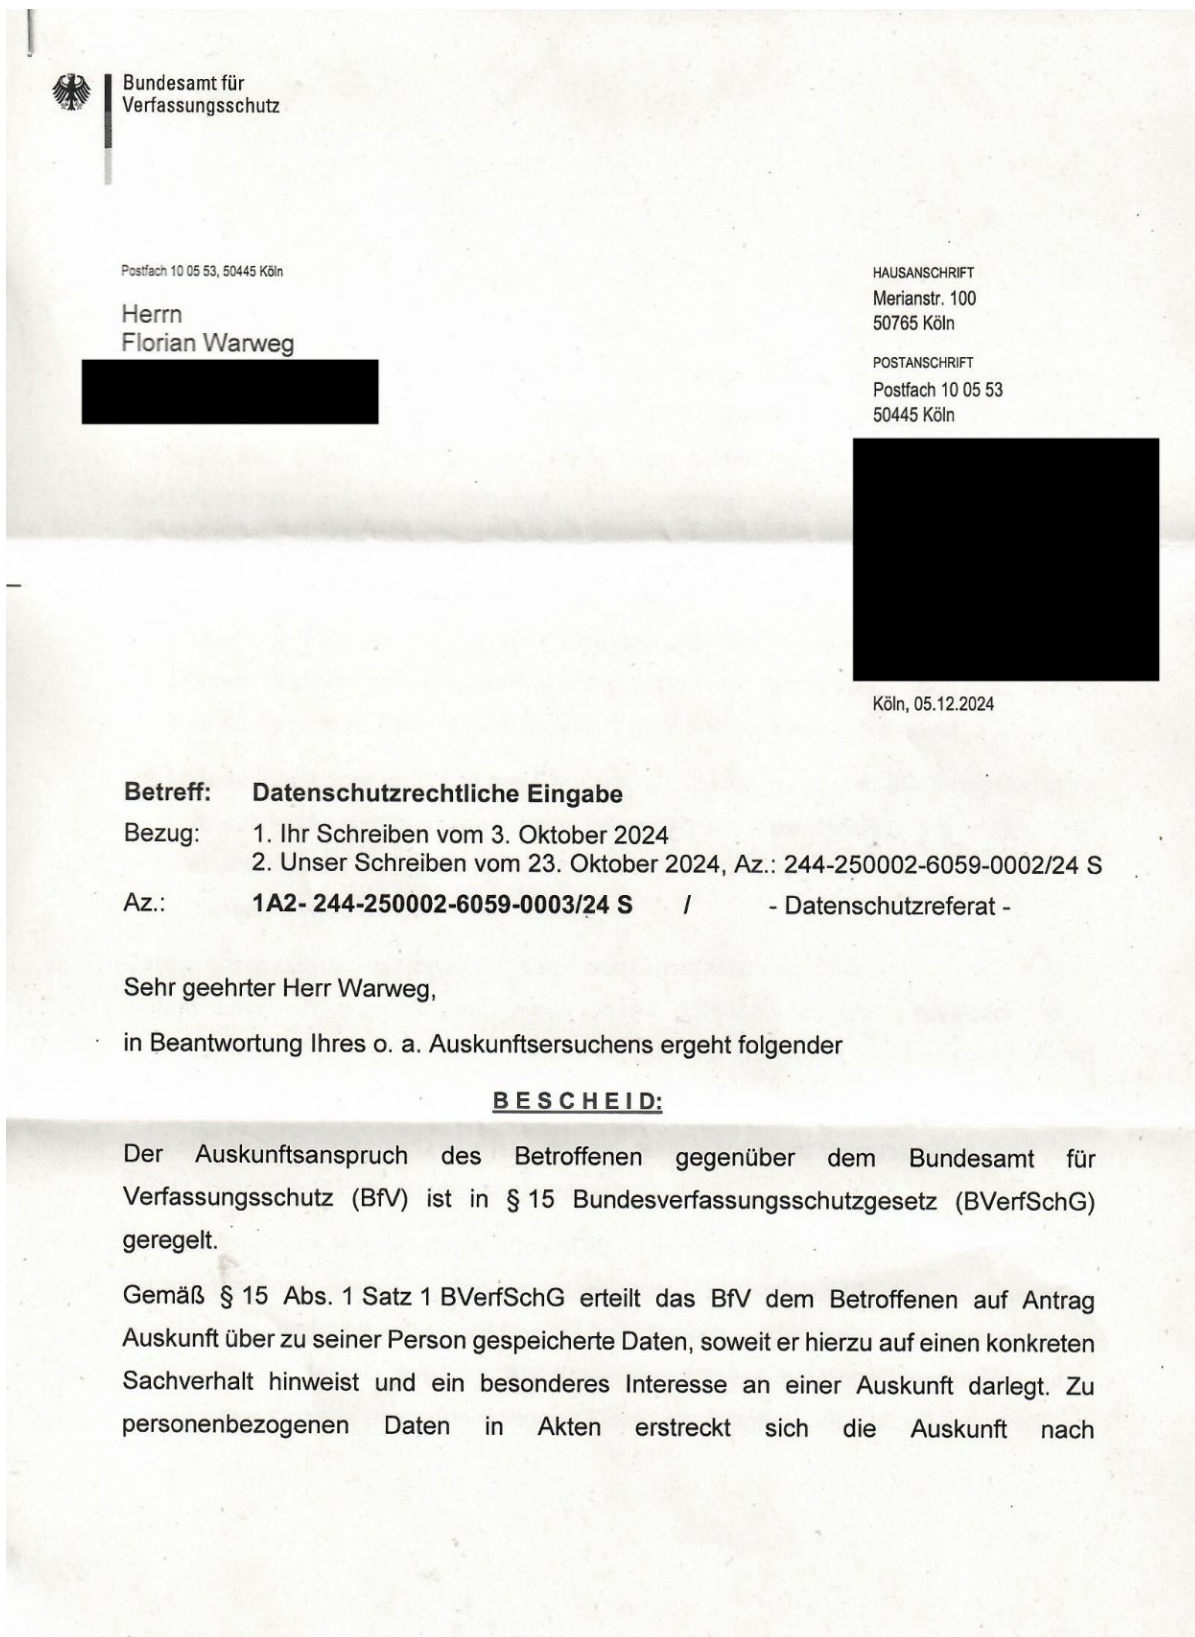 Bundesamt für
Verfassungsschutz
Postfach 10 05 53, 50445 Köln
Herrn
Florian Warweg
HAUSANSCHRIFT
Merianstr. 100
50765 Köln
POSTANSCHRIFT
Postfach 10 05 53
50445 Köln
Köln, 05.12.2024
Betreff: Datenschutzrechtliche Eingabe
Bezug: 1. Ihr Schreiben vom 3. Oktober 2024
2. Unser Schreiben vom 23. Oktober 2024, Az.: 244-250002-6059-0002/24 S
Az.: 1A2- 244-250002-6059-0003/24 S / - Datenschutzreferat -
Sehr geehrter Herr Warweg,
in Beantwortung Ihres o. a. Auskunftsersuchens ergeht folgender
BESCHEID:
Der Auskunftsanspruch des Betroffenen gegenüber dem Bundesamt für
Verfassungsschutz (BfV) ist in § 15 Bundesverfassungsschutzgesetz (BVerfSchG)
geregelt.
Gemäß § 15 Abs. 1 Satz 1 BVerfSchG erteilt das BfV dem Betroffenen auf Antrag
Auskunft über zu seiner Person gespeicherte Daten, soweit er hierzu auf einen konkreten
Sachverhalt hinweist und ein besonderes Interesse an einer Auskunft darlegt. Zu
personenbezogenen Daten in Akten erstreckt sich die Auskunft nach